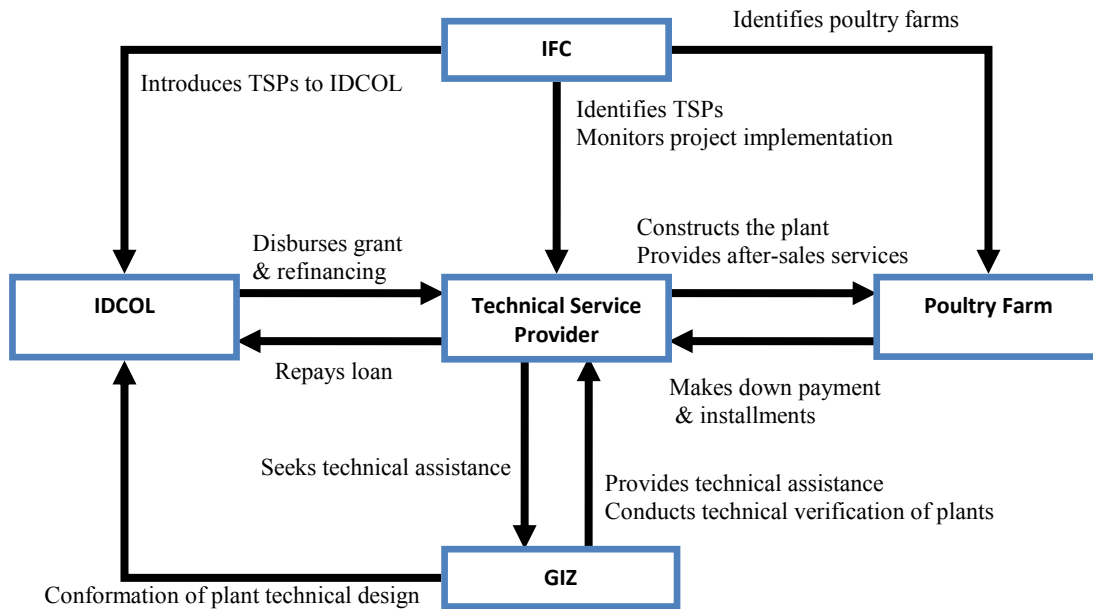 Identifies poultry farms
IFC
Introduces TSPs to IDCOL
Identifies TSPs
Monitors project implementation
Disburses grant
& refinancing
Constructs the plant
Provides after-sales services
IDCOL
Technical Service
Provider
Poultry Farm
Repays loan
Makes down payment
& installments
Seeks technical assistance
Provides technical assistance
Conducts technical verification of plants
GIZ
Conformation of plant technical design